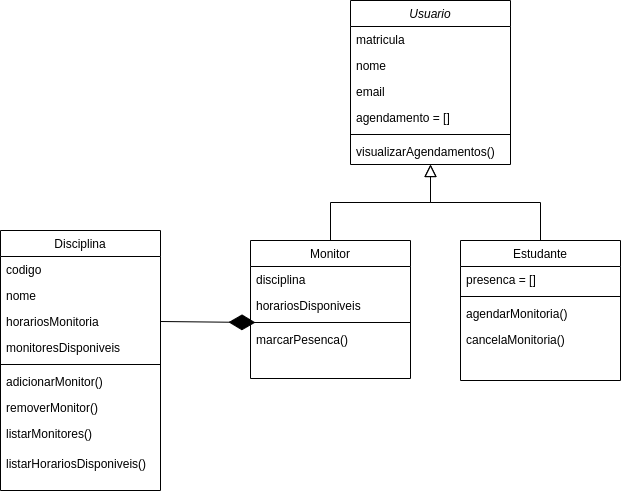 Usuario
matricula
nome
email
agendamento = []
visualizarAgendamentos()
Disciplina
codigo
nome
horariosMonitoria
monitoresDisponiveis
adicionarMonitor()
removerMonitor()
listarMonitores()
listarHorariosDisponiveis()
Monitor
disciplina
horariosDisponiveis
marcarPesenca()
Estudante
presenca = []
agendarMonitoria()
cancelaMonitoria()